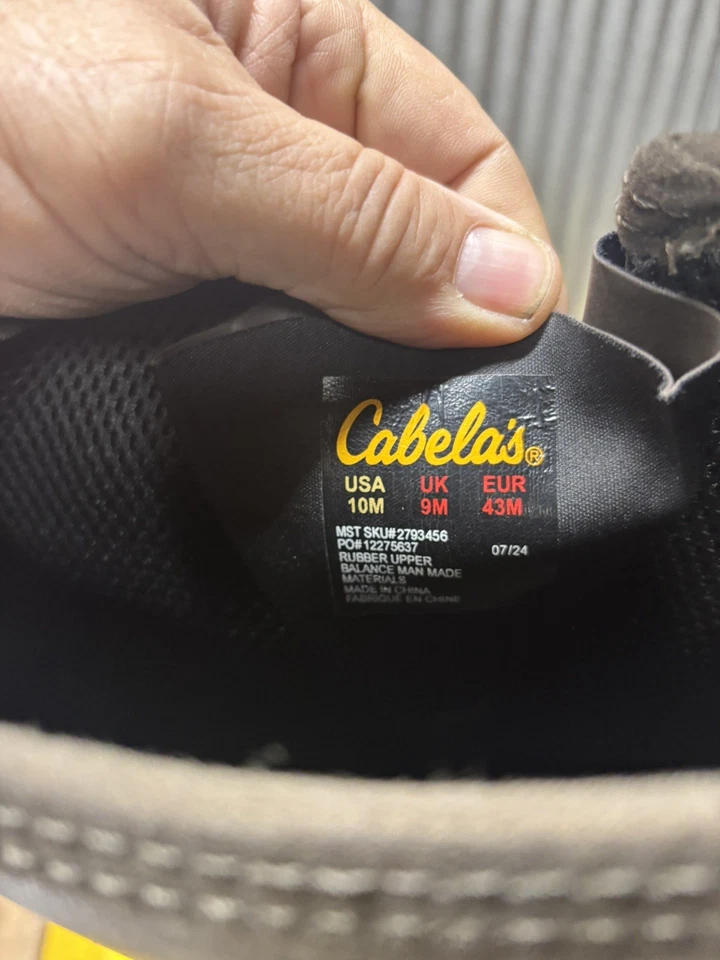 Cabela's®
USA UK EUR
10M 9M 43M
MST SKU#2793456
PO#12275637 07/24
RUBBER UPPER
BALANCE MAN MADE
MATERIALS
MADE IN CHINA
FABRIQUÉ EN CHINE